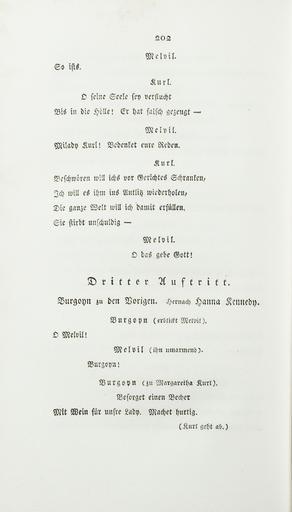 202
Melvil.
So ists.
Kurl.
O seine Seele sey verflucht
Bis in die Hölle! Er hat falsch gezeugt —
Melvil.
Milady Kurl! Bedenket eure Reden.
Kurl.
Beschwören will ichs vor Gerichtes Schranken,
Ich will es ihm ins Antlitz wiederholen,
Die ganze Welt will ich damit erfüllen.
Sie stirbt unschuldig —
Melvil.
O das gebe Gott!
Dritter Auftritt.
Burgoyn zu den Vorigen. Hernach Hanna Kennedy.
Burgoyn (erblickt Melvil).
O Melvil!
Melvil (ihn umarmend).
Burgoyn!
Burgoyn (zu Margaretha Kurl).
Besorget einen Becher
Mit Wein für unsre Lady. Machet hurtig.
(Kurl geht ab.)